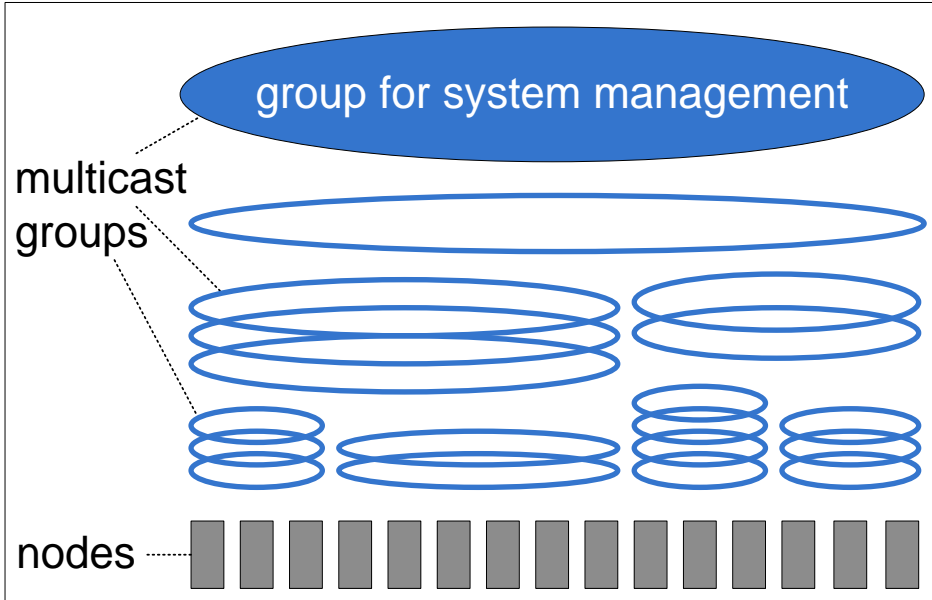 group for system management
multicast
groups
nodes